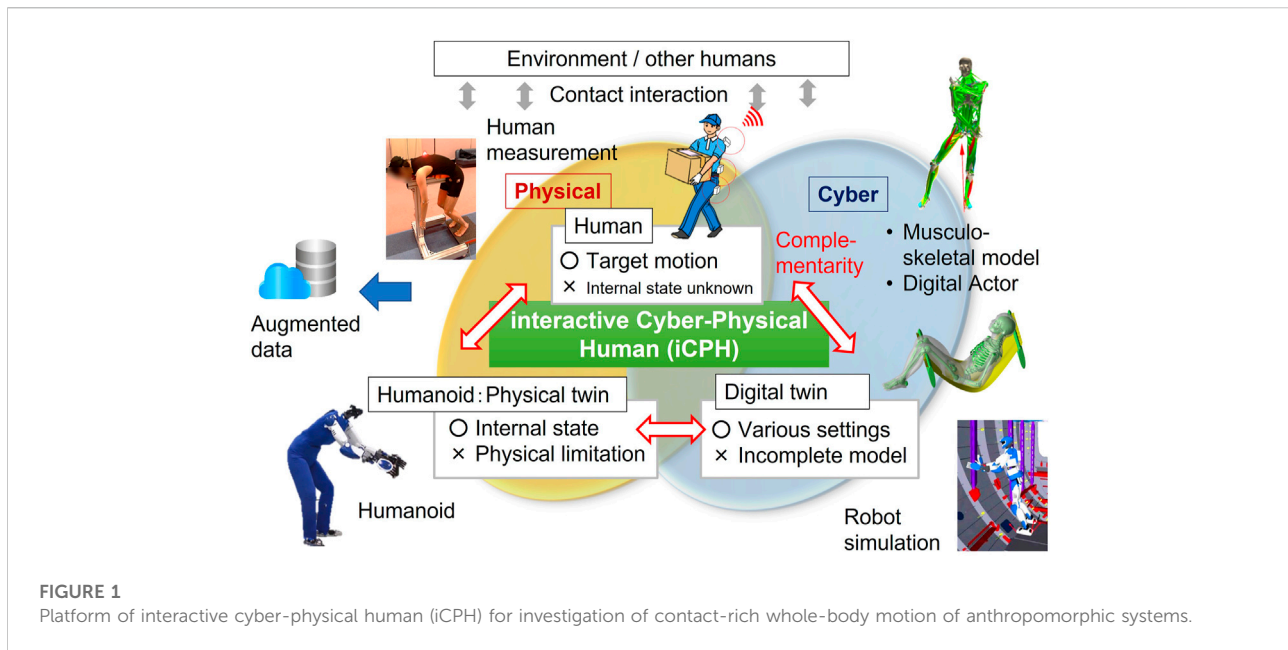 Environment / other humans
Contact interaction
Human
measurement
Physical
Cyber
Human
○ Target motion
× Internal state unknown
Comple-
mentarity
• Musculo-
skeletal model
• Digital Actor
Augmented
data
interactive Cyber-Physical
Human (iCPH)
Humanoid：Physical twin
○ Internal state
× Physical limitation
Digital twin
○ Various settings
× Incomplete model
Humanoid
Robot
simulation
FIGURE 1
Platform of interactive cyber-physical human (iCPH) for investigation of contact-rich whole-body motion of anthropomorphic systems.